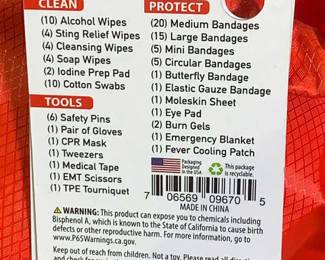 CLEAN
(10) Alcohol Wipes
(4) Sting Relief Wipes
(4) Cleansing Wipes
(4) Soap Wipes
(2) Iodine Prep Pad
(10) Cotton Swabs
TOOLS
(6) Safety Pins
(1) Pair of Gloves
(1) CPR Mask
(1) Tweezers
(1) Medical Tape
(1) EMT Scissors
(1) TPE Tourniquet
PROTECT
(20) Medium Bandages
(15) Large Bandages
(5) Mini Bandages
(5) Circular Bandages
(1) Butterfly Bandage
(1) Elastic Gauze Bandage
(1) Moleskin Sheet
(1) Eye Pad
(2) Burn Gels
(1) Emergency Blanket
(1) Fever Cooling Patch
Packaging
Designed
in the USA
This package
is recyclable.
7 06569 09670 5
MADE IN CHINA
WARNING: This product can expose you to chemicals including
Bisphenol A, which is known to the State of California to cause birth
defects or other reproductive harm. For more information, go to
www.P65Warnings.ca.gov.
Keep out of reach from children. Not a toy. Please read all directions